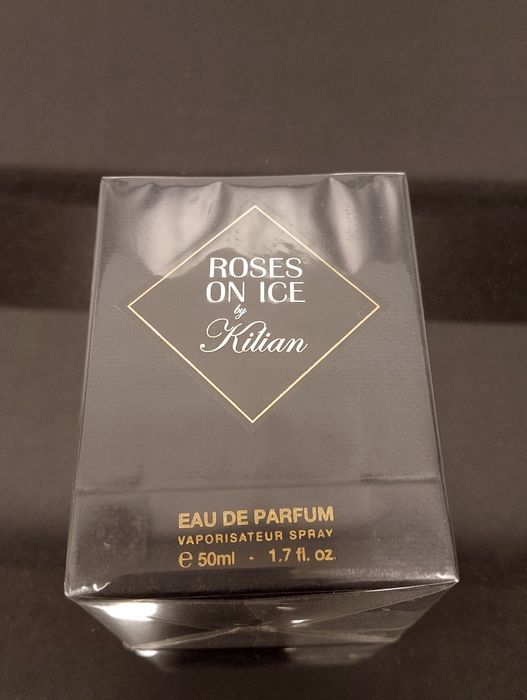 ROSES
ON ICE
by
Kilian
EAU DE PARFUM
VAPORISATEUR SPRAY
e 50ml - 1.7 fl. oz.